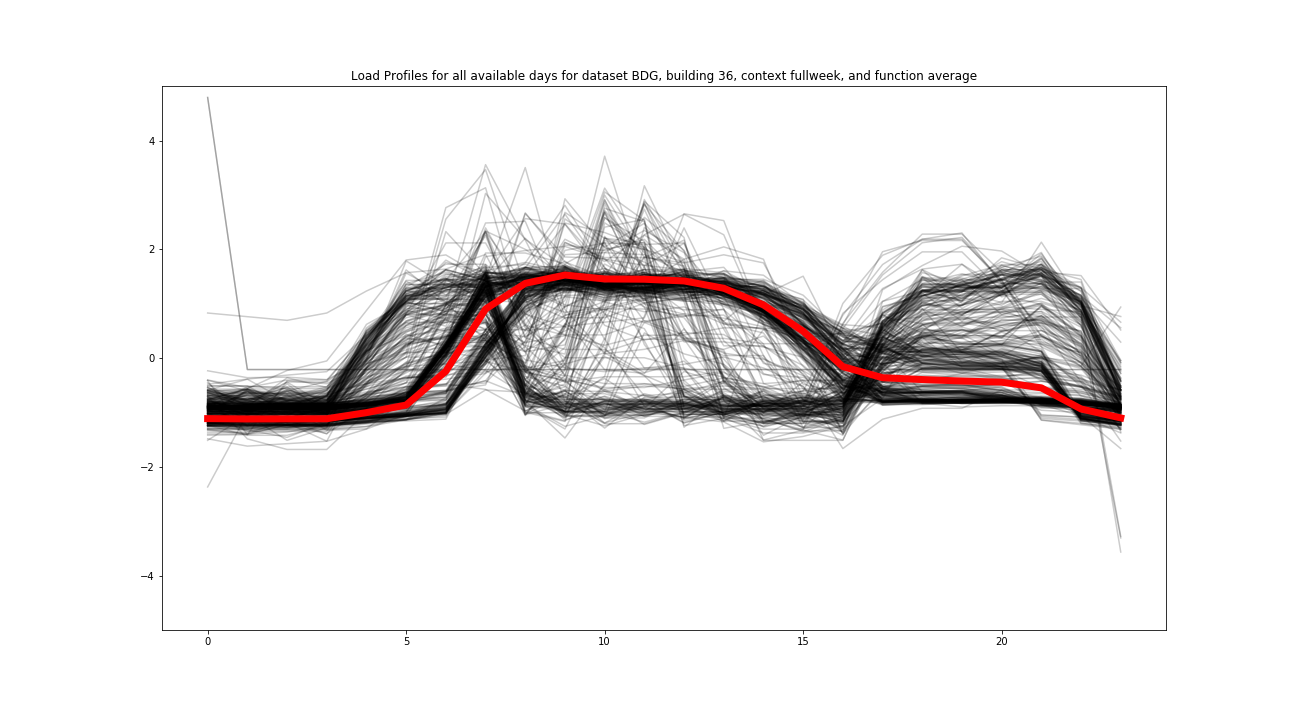 Load Profiles for all available days for dataset BDG, building 36, context fullweek, and function average
4
2
0
−2
−4
0 5 10 15 20